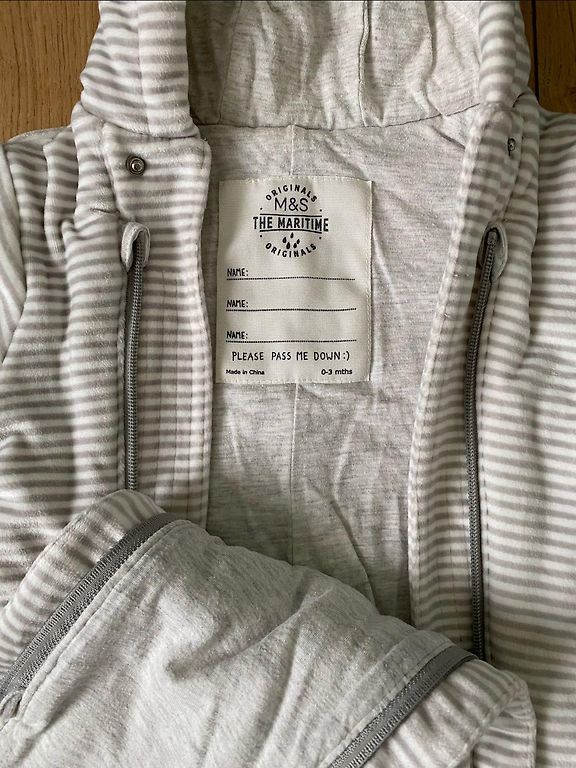 ORIGINALS
M&S
THE MARITIME
ORIGINALS
NAME:
NAME:
NAME:
PLEASE PASS ME DOWN :)
Made in China 0-3 mths